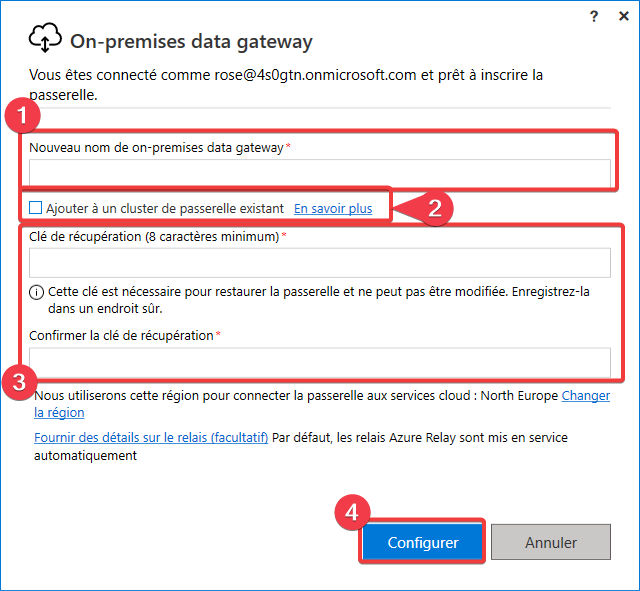 ? ×
On-premises data gateway
Vous êtes connecté comme rose@4s0gtn.onmicrosoft.com et prêt à inscrire la
passerelle.
1
Nouveau nom de on-premises data gateway*
Ajouter à un cluster de passerelle existant En savoir plus
2
Clé de récupération (8 caractères minimum)*
Cette clé est nécessaire pour restaurer la passerelle et ne peut pas être modifiée. Enregistrez-la
dans un endroit sûr.
Confirmer la clé de récupération*
3
Nous utiliserons cette région pour connecter la passerelle aux services cloud : North Europe Changer
la région
Fournir des détails sur le relais (facultatif) Par défaut, les relais Azure Relay sont mis en service
automatiquement
4
Configurer
Annuler